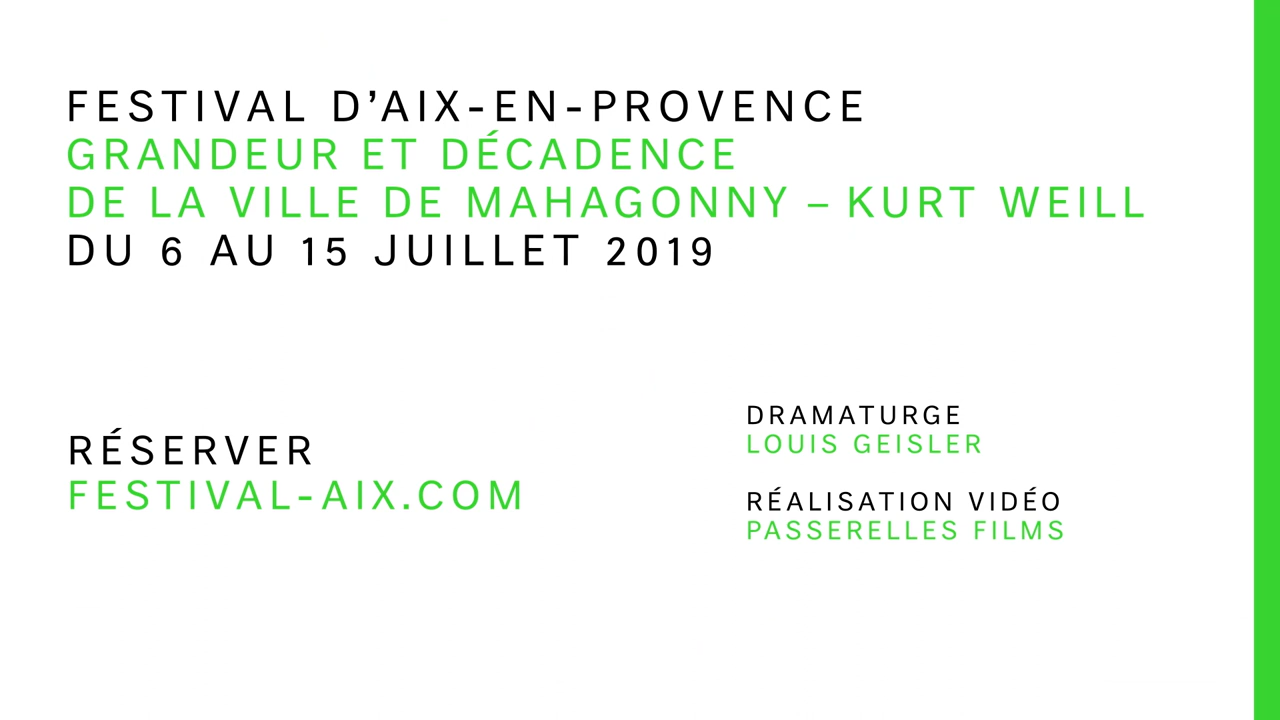 FESTIVAL D’AIX-EN-PROVENCE
GRANDEUR ET DÉCADENCE
DE LA VILLE DE MAHAGONNY – KURT WEILL
DU 6 AU 15 JUILLET 2019
RÉSERVER
FESTIVAL-AIX.COM
DRAMATURGE
LOUIS GEISLER
RÉALISATION VIDÉO
PASSERELLES FILMS